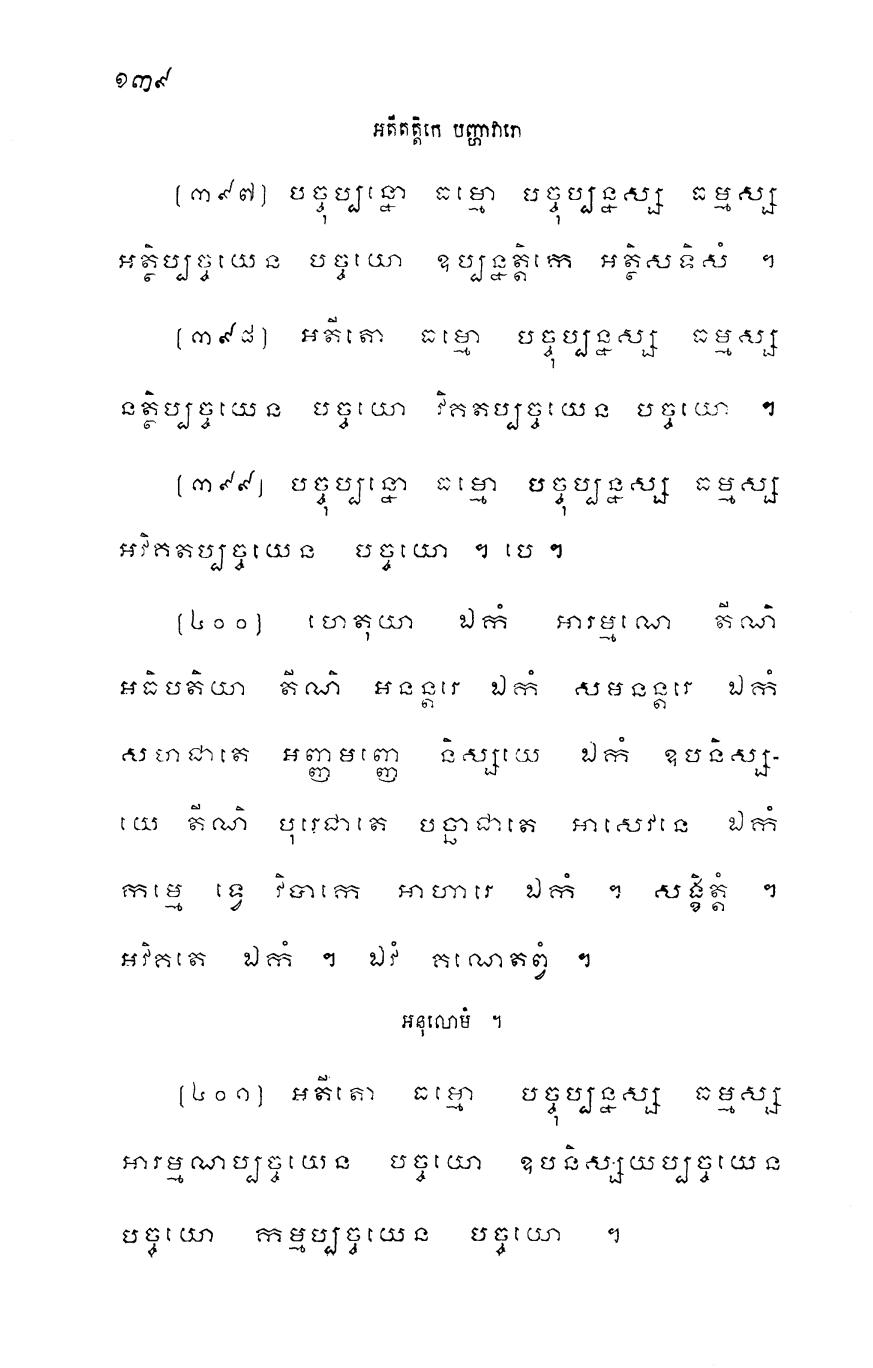 ១៣៩
អតីតត្តិកេ បញ្ហាវារោ
[៣៩៧] បច្ចុប្បន្នោ ធម្មោ បច្ចុប្បន្នស្ស ធម្មស្ស
អត្ថិប្បច្ចយេន បច្ចយោ ឧប្បន្នត្តិកេ អត្ថិសទិសំ ។
[៣៩៨] អតីតោ ធម្មោ បច្ចុប្បន្នស្ស ធម្មស្ស
នត្ថិប្បច្ចយេន បច្ចយោ វិគតប្បច្ចយេន បច្ចយោ ។
[៣៩៩] បច្ចុប្បន្នោ ធម្មោ បច្ចុប្បន្នស្ស ធម្មស្ស
អវិគតប្បច្ចយេន បច្ចយោ ។ បេ ។
[៤០០] ហេតុយា ឯកំ អារម្មណេ តីណិ
អធិបតិយា តីណិ អនន្តរេ ឯកំ សមនន្តរេ ឯកំ
សហជាតេ អញ្ញមញ្ញេ និស្សយេ ឯកំ ឧបនិស្ស-
យេ តីណិ បុរេជាតេ បច្ឆាជាតេ អាសេវនេ ឯកំ
កម្មេ ទ្វេ វិបាកេ អាហារេ ឯកំ ។ សង្ខិត្តំ ។
អវិគតេ ឯកំ ។ ឯវំ គណេតព្វំ ។
អនុលោមំ ។
[៤០១] អតីតោ ធម្មោ បច្ចុប្បន្នស្ស ធម្មស្ស
អារម្មណប្បច្ចយេន បច្ចយោ ឧបនិស្សយប្បច្ចយេន
បច្ចយោ កម្មប្បច្ចយេន បច្ចយោ ។